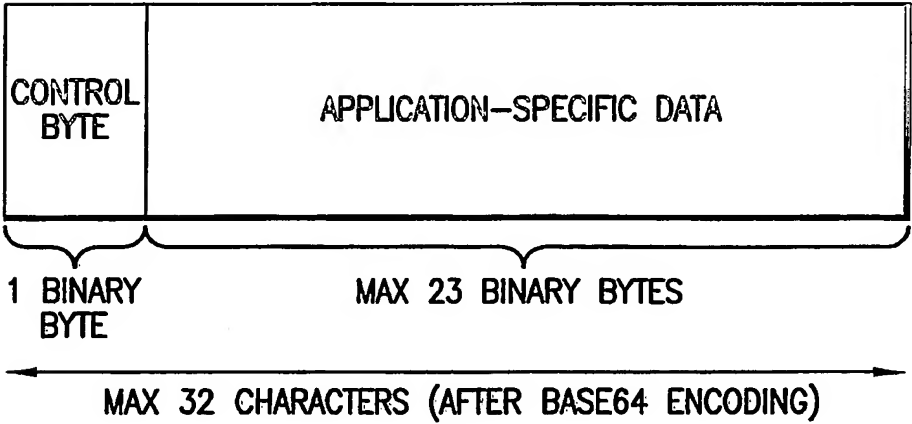 CONTROL
BYTE
APPLICATION-SPECIFIC DATA
1 BINARY
BYTE
MAX 23 BINARY BYTES
MAX 32 CHARACTERS (AFTER BASE64 ENCODING)